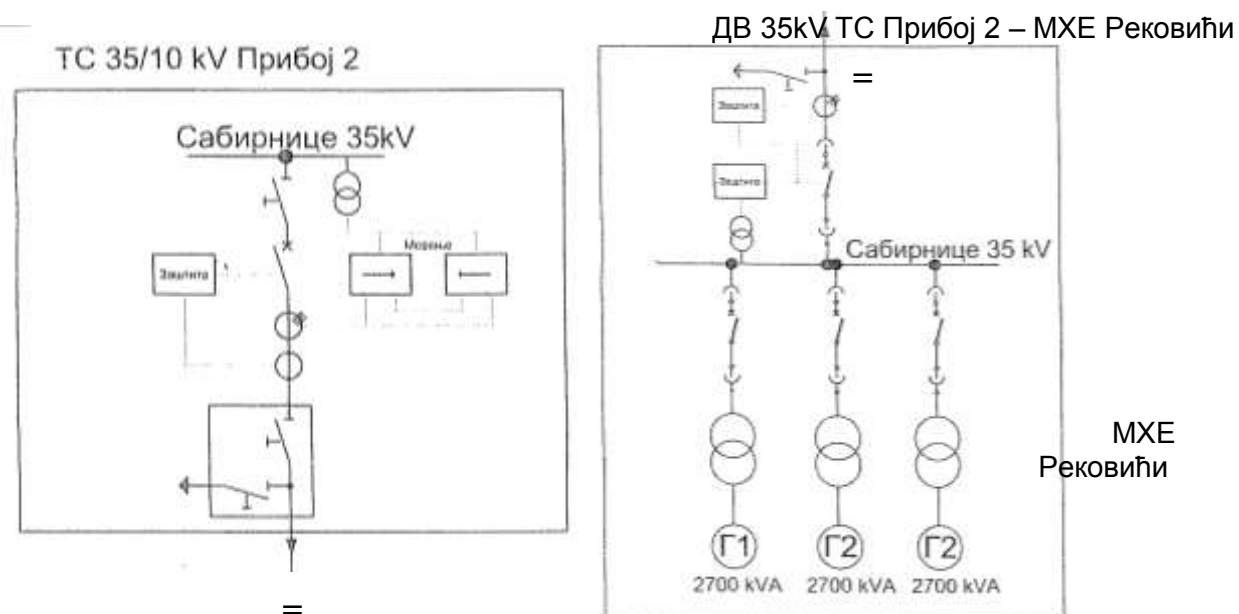 ТС 35/10 kV Прибој 2
Сабирнице 35kV
Заштита
Мерење
=
ДВ 35kV ТС Прибој 2 – МХЕ Рековићи
=
Заштита
Заштита
Сабирнице 35 kV
МХЕ
Рековићи
Г1 Г2 Г2
2700 kVA 2700 kVA 2700 kVA